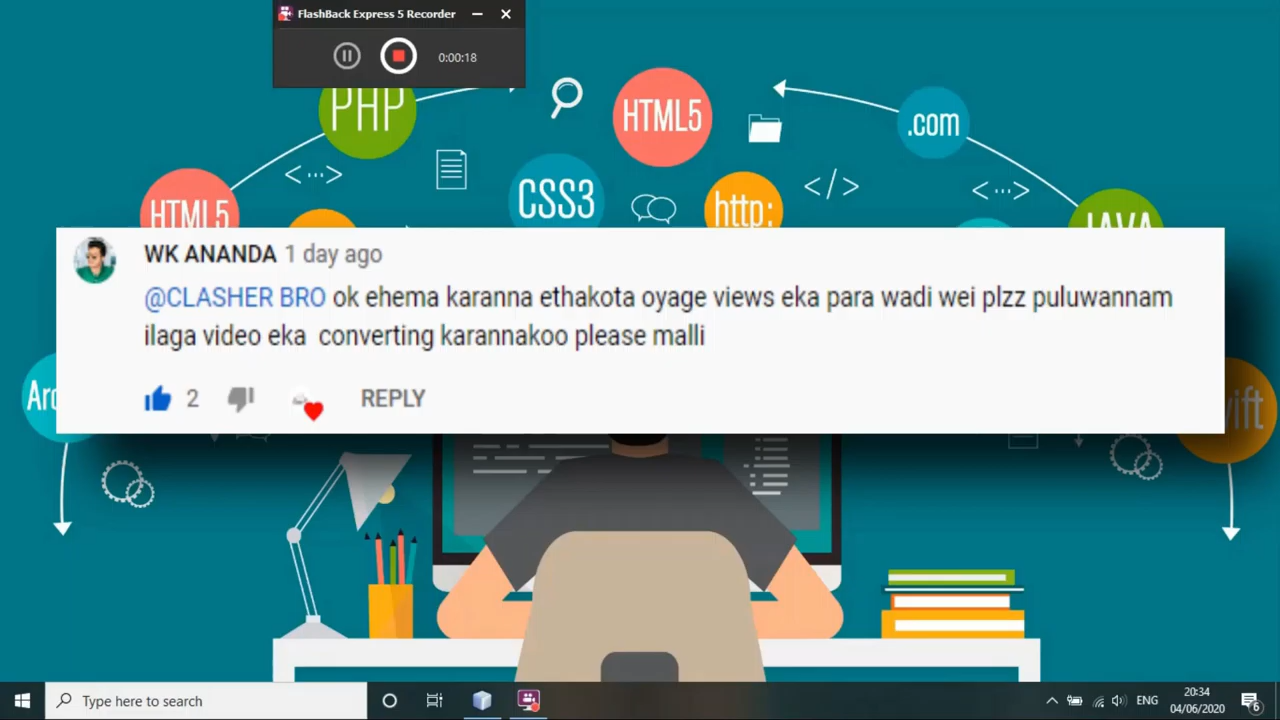 FlashBack Express 5 Recorder
0:00:18
PHP
HTML5
.com
<...>
</>
<...>
CSS3
http:
HTML5
JAVA
WK ANANDA 1 day ago
@CLASHER BRO ok ehema karanna ethakota oyage views eka para wadi wei plzz puluwannam
ilaga video eka converting karannakoo please malli
2
REPLY
Type here to search
ENG
20:34
04/06/2020
6